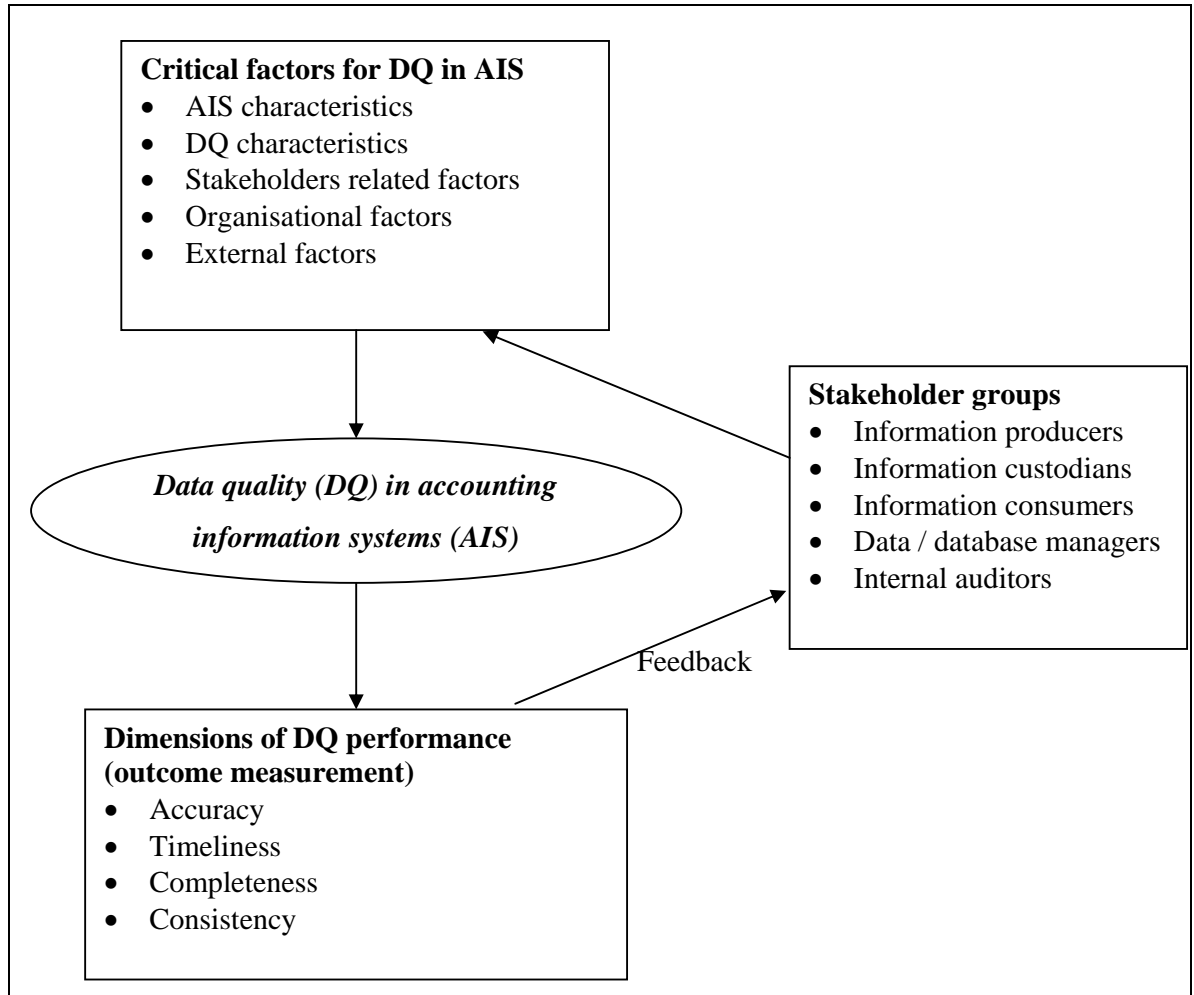 Critical factors for DQ in AIS
• AIS characteristics
• DQ characteristics
• Stakeholders related factors
• Organisational factors
• External factors
Stakeholder groups
• Information producers
• Information custodians
• Information consumers
• Data / database managers
• Internal auditors
Data quality (DQ) in accounting
information systems (AIS)
Feedback
Dimensions of DQ performance
(outcome measurement)
• Accuracy
• Timeliness
• Completeness
• Consistency